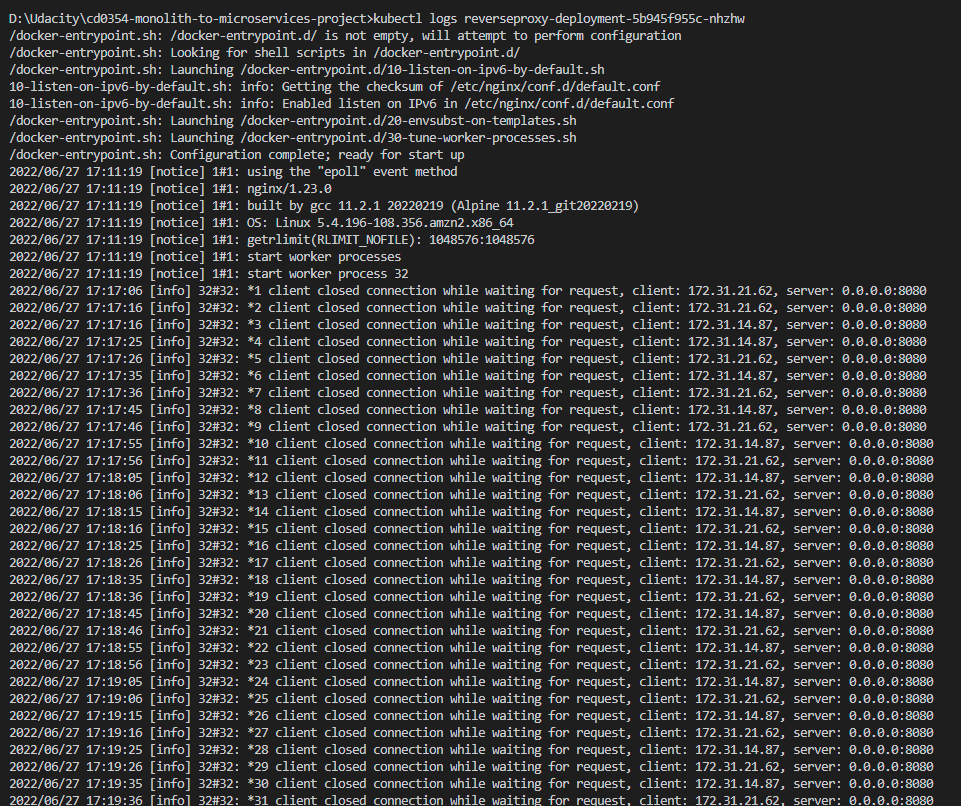 D:\Udacity\cd0354-monolith-to-microservices-project>kubectl logs reverseproxy-deployment-5b945f955c-nhzhw
/docker-entrypoint.sh: /docker-entrypoint.d/ is not empty, will attempt to perform configuration
/docker-entrypoint.sh: Looking for shell scripts in /docker-entrypoint.d/
/docker-entrypoint.sh: Launching /docker-entrypoint.d/10-listen-on-ipv6-by-default.sh
10-listen-on-ipv6-by-default.sh: info: Getting the checksum of /etc/nginx/conf.d/default.conf
10-listen-on-ipv6-by-default.sh: info: Enabled listen on IPv6 in /etc/nginx/conf.d/default.conf
/docker-entrypoint.sh: Launching /docker-entrypoint.d/20-envsubst-on-templates.sh
/docker-entrypoint.sh: Launching /docker-entrypoint.d/30-tune-worker-processes.sh
/docker-entrypoint.sh: Configuration complete; ready for start up
2022/06/27 17:11:19 [notice] 1#1: using the "epoll" event method
2022/06/27 17:11:19 [notice] 1#1: nginx/1.23.0
2022/06/27 17:11:19 [notice] 1#1: built by gcc 11.2.1 20220219 (Alpine 11.2.1_git20220219)
2022/06/27 17:11:19 [notice] 1#1: OS: Linux 5.4.196-108.356.amzn2.x86_64
2022/06/27 17:11:19 [notice] 1#1: getrlimit(RLIMIT_NOFILE): 1048576:1048576
2022/06/27 17:11:19 [notice] 1#1: start worker processes
2022/06/27 17:11:19 [notice] 1#1: start worker process 32
2022/06/27 17:17:06 [info] 32#32: *1 client closed connection while waiting for request, client: 172.31.21.62, server: 0.0.0.0:8080
2022/06/27 17:17:16 [info] 32#32: *2 client closed connection while waiting for request, client: 172.31.21.62, server: 0.0.0.0:8080
2022/06/27 17:17:16 [info] 32#32: *3 client closed connection while waiting for request, client: 172.31.14.87, server: 0.0.0.0:8080
2022/06/27 17:17:25 [info] 32#32: *4 client closed connection while waiting for request, client: 172.31.14.87, server: 0.0.0.0:8080
2022/06/27 17:17:26 [info] 32#32: *5 client closed connection while waiting for request, client: 172.31.21.62, server: 0.0.0.0:8080
2022/06/27 17:17:35 [info] 32#32: *6 client closed connection while waiting for request, client: 172.31.14.87, server: 0.0.0.0:8080
2022/06/27 17:17:36 [info] 32#32: *7 client closed connection while waiting for request, client: 172.31.21.62, server: 0.0.0.0:8080
2022/06/27 17:17:45 [info] 32#32: *8 client closed connection while waiting for request, client: 172.31.14.87, server: 0.0.0.0:8080
2022/06/27 17:17:46 [info] 32#32: *9 client closed connection while waiting for request, client: 172.31.21.62, server: 0.0.0.0:8080
2022/06/27 17:17:55 [info] 32#32: *10 client closed connection while waiting for request, client: 172.31.14.87, server: 0.0.0.0:8080
2022/06/27 17:17:56 [info] 32#32: *11 client closed connection while waiting for request, client: 172.31.21.62, server: 0.0.0.0:8080
2022/06/27 17:18:05 [info] 32#32: *12 client closed connection while waiting for request, client: 172.31.14.87, server: 0.0.0.0:8080
2022/06/27 17:18:06 [info] 32#32: *13 client closed connection while waiting for request, client: 172.31.21.62, server: 0.0.0.0:8080
2022/06/27 17:18:15 [info] 32#32: *14 client closed connection while waiting for request, client: 172.31.14.87, server: 0.0.0.0:8080
2022/06/27 17:18:16 [info] 32#32: *15 client closed connection while waiting for request, client: 172.31.21.62, server: 0.0.0.0:8080
2022/06/27 17:18:25 [info] 32#32: *16 client closed connection while waiting for request, client: 172.31.14.87, server: 0.0.0.0:8080
2022/06/27 17:18:26 [info] 32#32: *17 client closed connection while waiting for request, client: 172.31.21.62, server: 0.0.0.0:8080
2022/06/27 17:18:35 [info] 32#32: *18 client closed connection while waiting for request, client: 172.31.14.87, server: 0.0.0.0:8080
2022/06/27 17:18:36 [info] 32#32: *19 client closed connection while waiting for request, client: 172.31.21.62, server: 0.0.0.0:8080
2022/06/27 17:18:45 [info] 32#32: *20 client closed connection while waiting for request, client: 172.31.14.87, server: 0.0.0.0:8080
2022/06/27 17:18:46 [info] 32#32: *21 client closed connection while waiting for request, client: 172.31.21.62, server: 0.0.0.0:8080
2022/06/27 17:18:55 [info] 32#32: *22 client closed connection while waiting for request, client: 172.31.14.87, server: 0.0.0.0:8080
2022/06/27 17:18:56 [info] 32#32: *23 client closed connection while waiting for request, client: 172.31.21.62, server: 0.0.0.0:8080
2022/06/27 17:19:05 [info] 32#32: *24 client closed connection while waiting for request, client: 172.31.14.87, server: 0.0.0.0:8080
2022/06/27 17:19:06 [info] 32#32: *25 client closed connection while waiting for request, client: 172.31.21.62, server: 0.0.0.0:8080
2022/06/27 17:19:15 [info] 32#32: *26 client closed connection while waiting for request, client: 172.31.14.87, server: 0.0.0.0:8080
2022/06/27 17:19:16 [info] 32#32: *27 client closed connection while waiting for request, client: 172.31.21.62, server: 0.0.0.0:8080
2022/06/27 17:19:25 [info] 32#32: *28 client closed connection while waiting for request, client: 172.31.14.87, server: 0.0.0.0:8080
2022/06/27 17:19:26 [info] 32#32: *29 client closed connection while waiting for request, client: 172.31.21.62, server: 0.0.0.0:8080
2022/06/27 17:19:35 [info] 32#32: *30 client closed connection while waiting for request, client: 172.31.14.87, server: 0.0.0.0:8080
2022/06/27 17:19:36 [info] 32#32: *31 client closed connection while waiting for request, client: 172.31.21.62, server: 0.0.0.0:8080